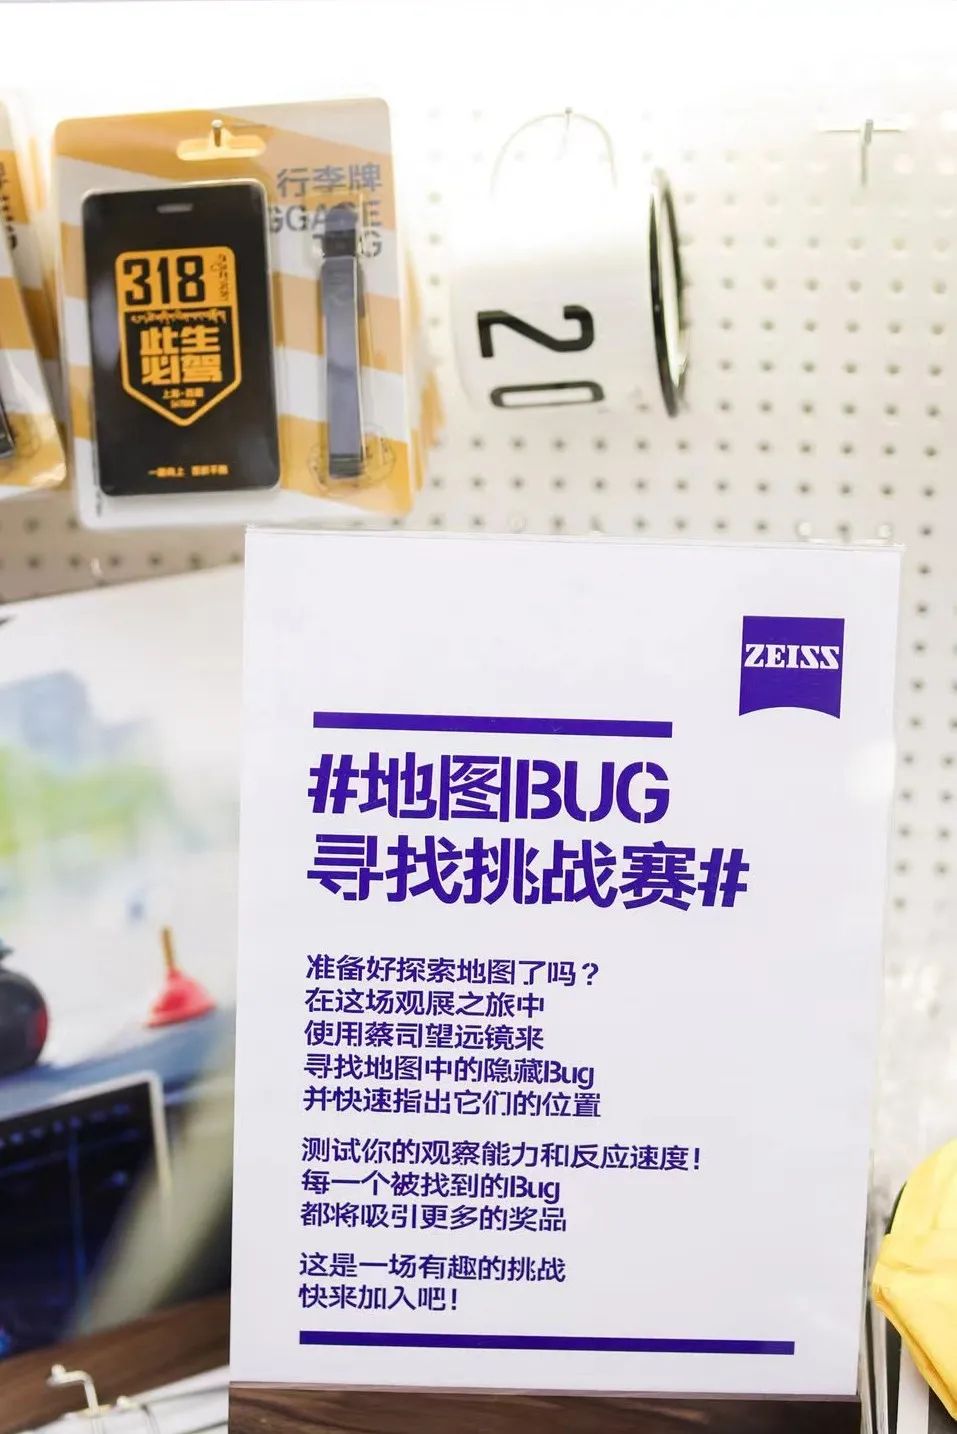 行李牌
GGAGE
318
此生
必驾
20
ZEISS
#地图BUG
寻找挑战赛#
准备好探索地图了吗？
在这场观展之旅中
使用蔡司望远镜来
寻找地图中的隐藏Bug
并快速指出它们的位置
测试你的观察能力和反应速度！
每一个被找到的Bug
都将吸引更多的奖品
这是一场有趣的挑战
快来加入吧！